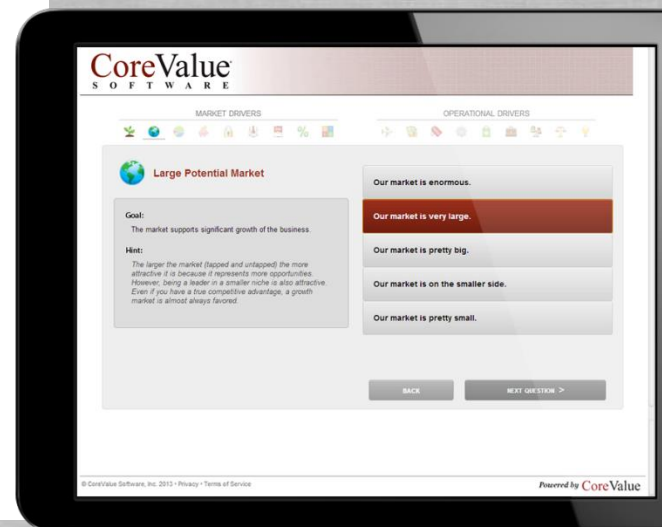 CoreValue
SOFTWARE
MARKET DRIVERS
OPERATIONAL DRIVERS
Large Potential Market
Goal:
The market supports significant growth of the business.
Hint:
The larger the market (tapped and untapped) the more
attractive it is because it represents more opportunities.
However, being a leader in a smaller niche is also attractive.
Even if you have a true competitive advantage, a growth
market is almost always favored.
Our market is enormous.
Our market is very large.
Our market is pretty big.
Our market is on the smaller side.
Our market is pretty small.
BACK
NEXT QUESTION >
© CoreValue Software, Inc. 2013 • Privacy • Terms of Service
Powered by CoreValue